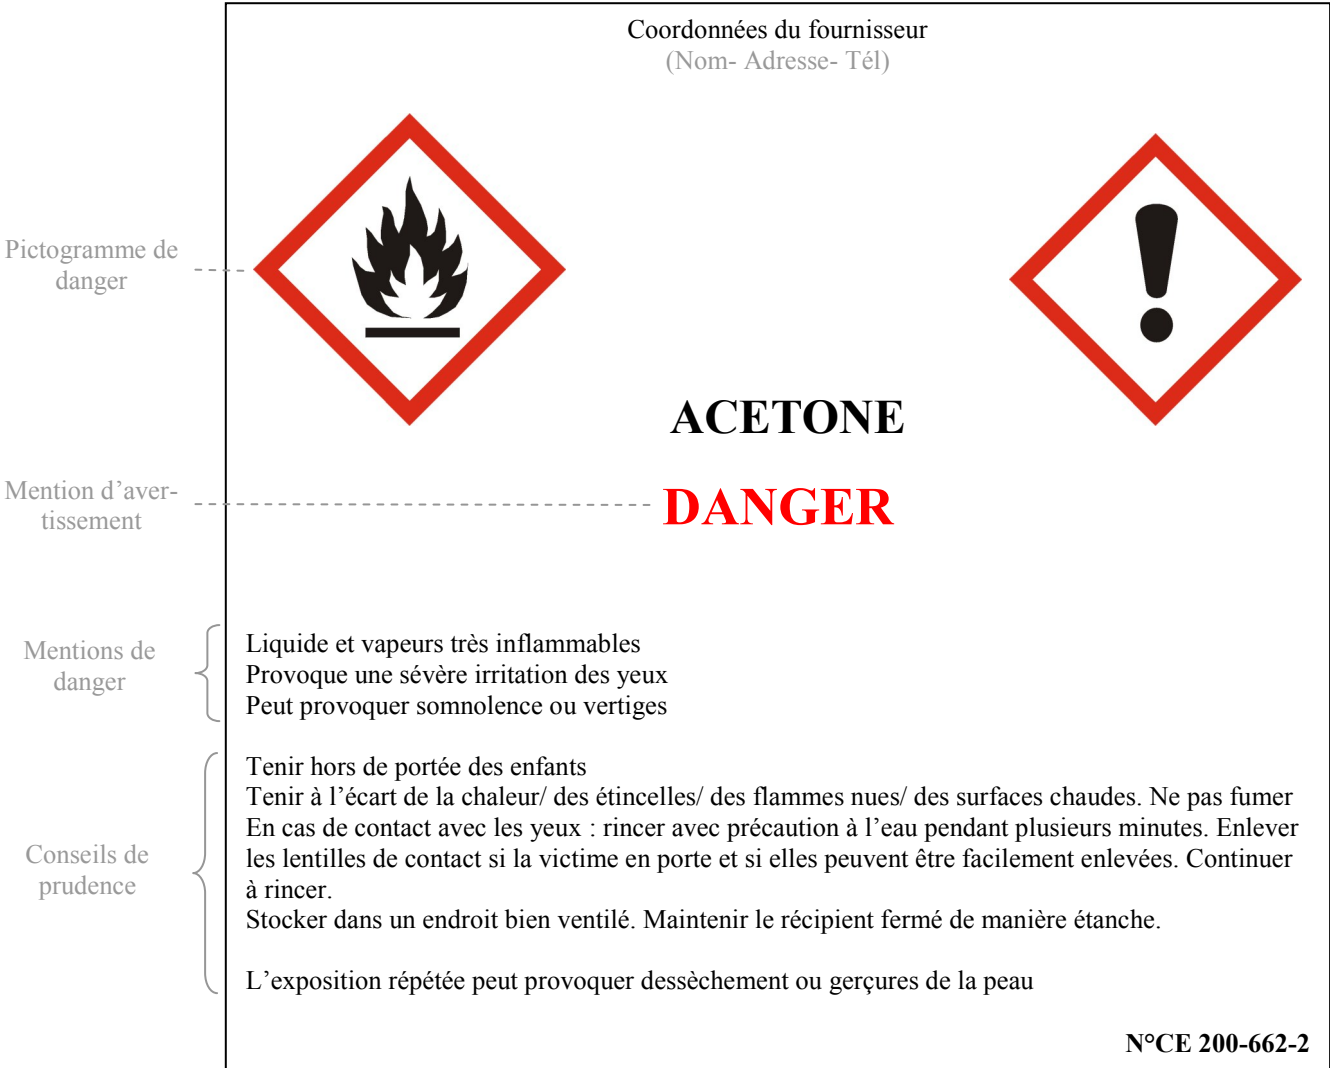 Coordonnées du fournisseur
(Nom- Adresse- Tél)
Pictogramme de
danger
ACETONE
Mention d’aver-
tissement
DANGER
Mentions de
danger
Liquide et vapeurs très inflammables
Provoque une sévère irritation des yeux
Peut provoquer somnolence ou vertiges
Conseils de
prudence
Tenir hors de portée des enfants
Tenir à l’écart de la chaleur/ des étincelles/ des flammes nues/ des surfaces chaudes. Ne pas fumer
En cas de contact avec les yeux : rincer avec précaution à l’eau pendant plusieurs minutes. Enlever
les lentilles de contact si la victime en porte et si elles peuvent être facilement enlevées. Continuer
à rincer.
Stocker dans un endroit bien ventilé. Maintenir le récipient fermé de manière étanche.
L’exposition répétée peut provoquer dessèchement ou gerçures de la peau
N°CE 200-662-2